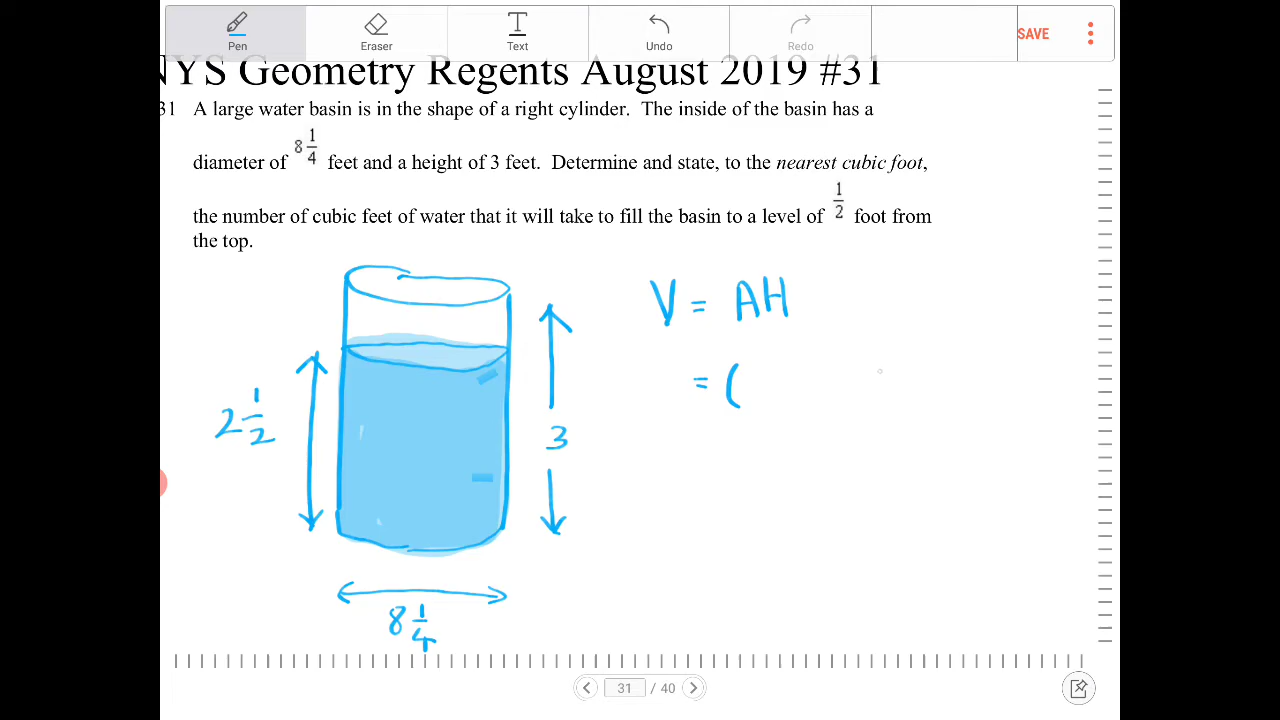 Pen Eraser Text Undo Redo SAVE
NYS Geometry Regents August 2019 #31
31 A large water basin is in the shape of a right cylinder. The inside of the basin has a
diameter of 8 1/4 feet and a height of 3 feet. Determine and state, to the nearest cubic foot,
the number of cubic feet of water that it will take to fill the basin to a level of 1/2 foot from
the top.
V = AH
= (
2 1/2
3
8 1/4
31 / 40